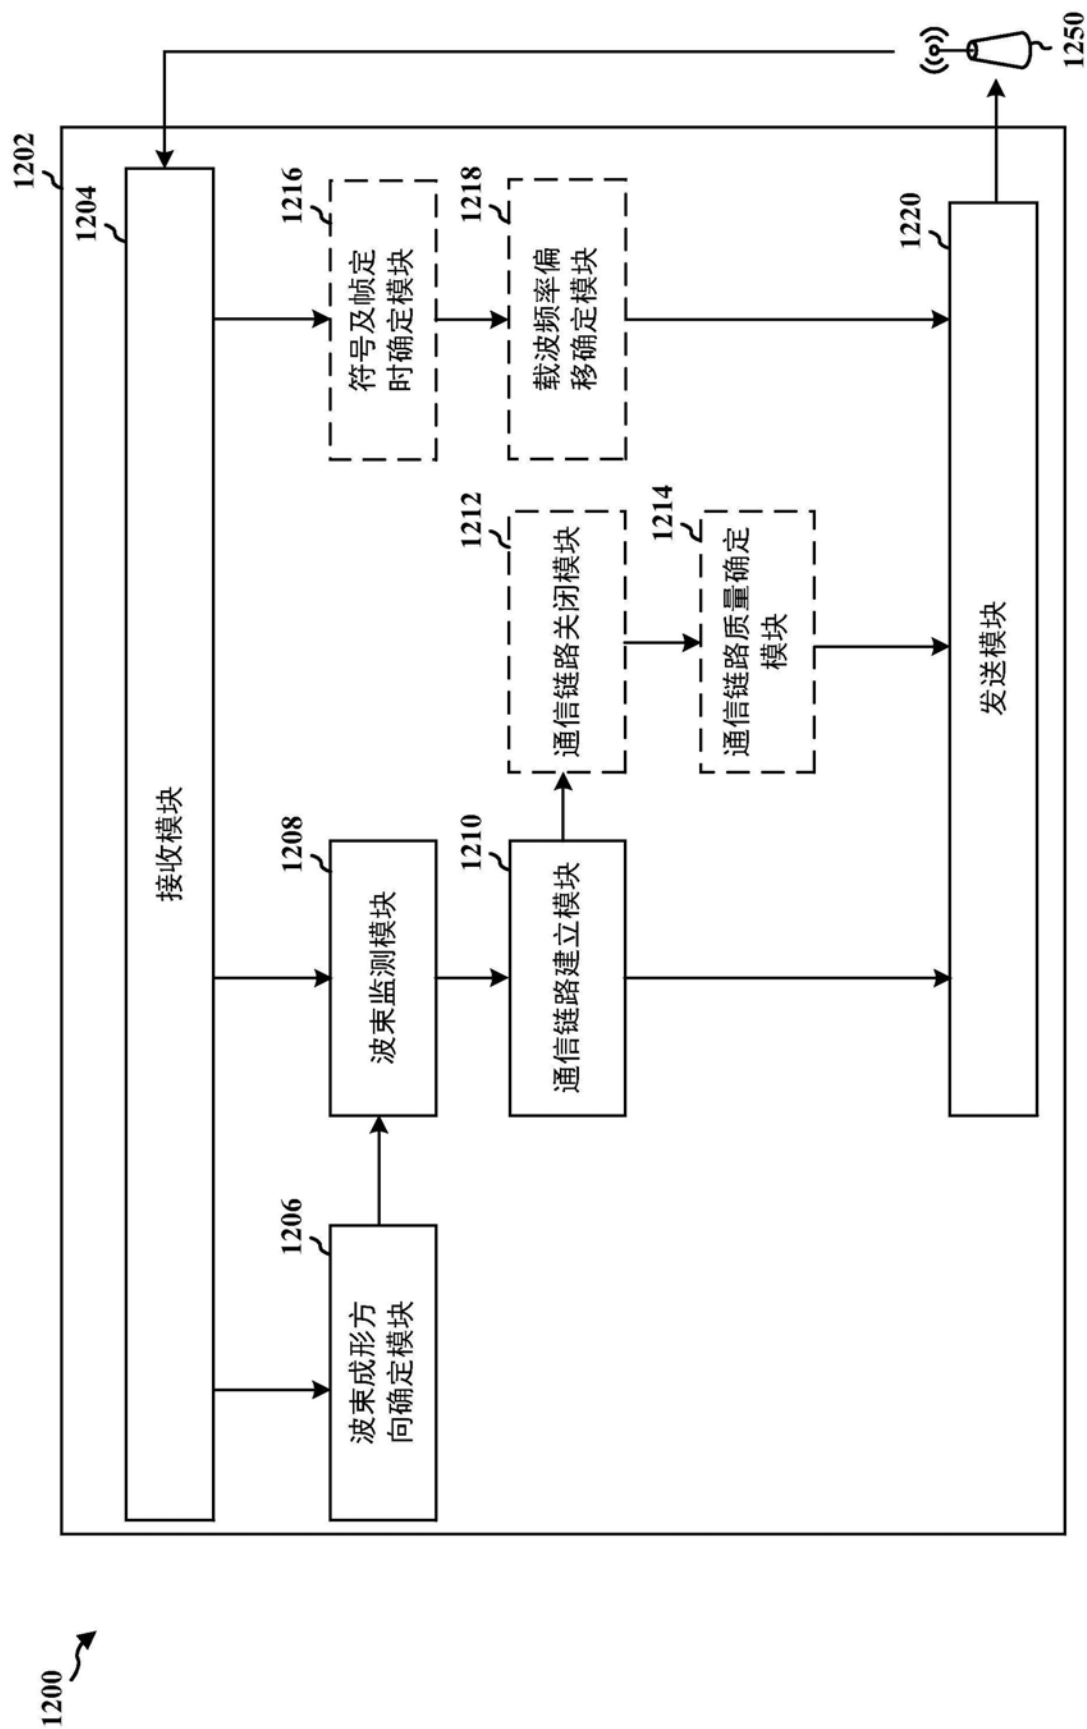 1200
1202
1204
接收模块
1206
波束成形方
向确定模块
1208
波束监测模块
1210
通信链路建立模块
1212
通信链路关闭模块
1214
通信链路质量确定
模块
1216
符号及帧定
时确定模块
1218
载波频率偏
移确定模块
1220
发送模块
1250